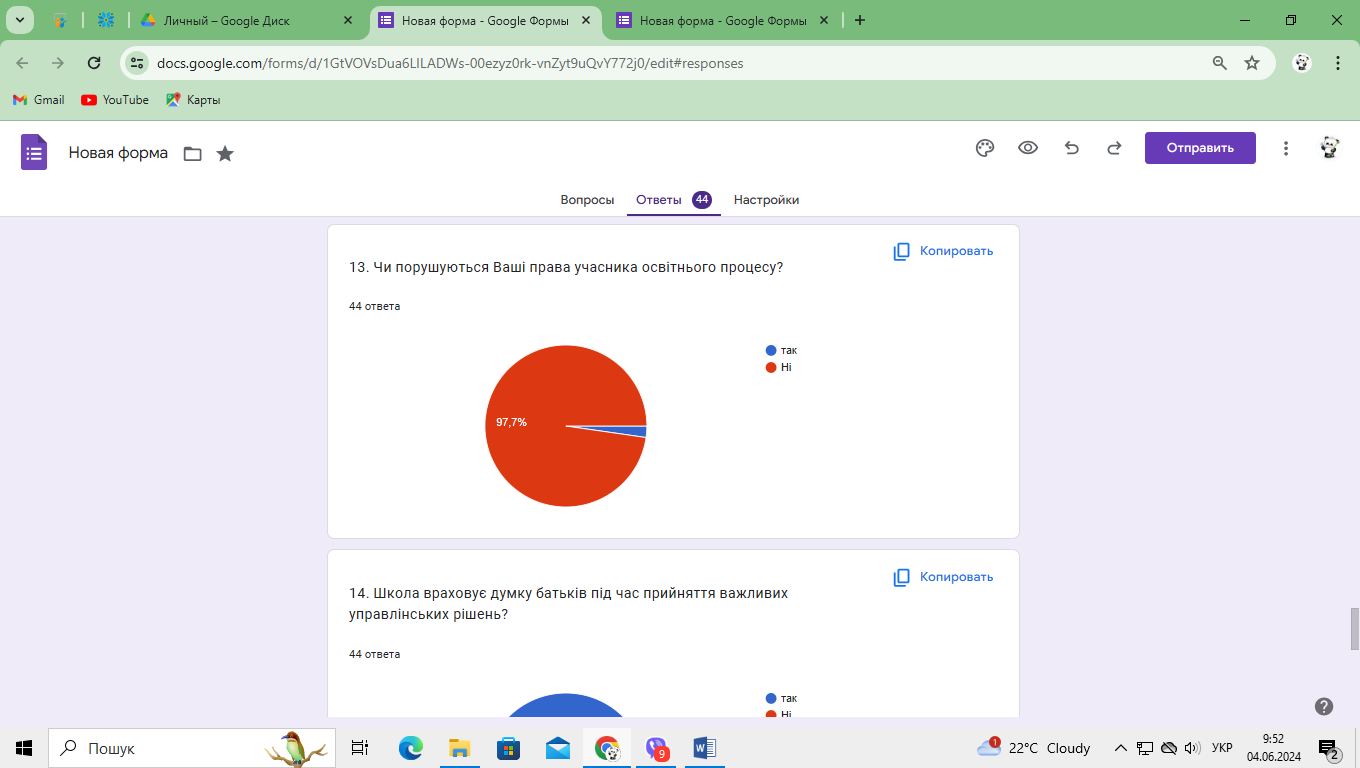 Личный – Google Диск
Новая форма - Google Формы
Новая форма - Google Формы
docs.google.com/forms/d/1GtVOVsDua6LlLADWs-00ezyz0rk-vnZyt9uQvY772j0/edit#responses
Gmail
YouTube
Карты
Новая форма
Отправить
Вопросы
Ответы 44
Настройки
Копировать
13. Чи порушуються Ваші права учасника освітнього процесу?
44 ответа
так
Ні
97,7%
Копировать
14. Школа враховує думку батьків під час прийняття важливих
управлінських рішень?
44 ответа
так
Ні
Пошук
9
1
22°C Cloudy
УКР
9:52
04.06.2024
2